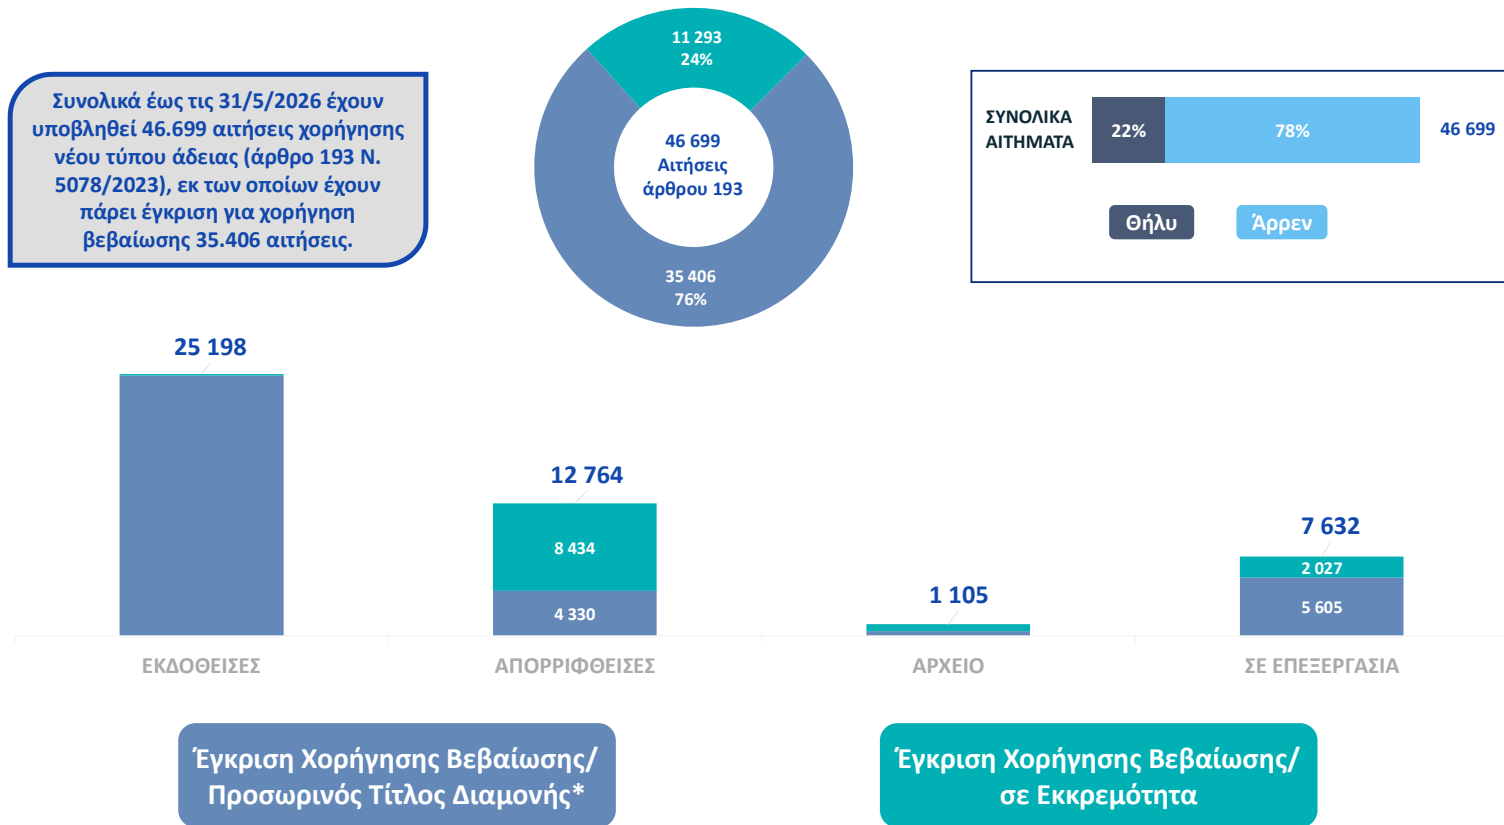 Συνολικά έως τις 31/5/2026 έχουν
υποβληθεί 46.699 αιτήσεις χορήγησης
νέου τύπου άδειας (άρθρο 193 Ν.
5078/2023), εκ των οποίων έχουν
πάρει έγκριση για χορήγηση
βεβαίωσης 35.406 αιτήσεις.
11 293
24%
46 699
Αιτήσεις
άρθρου 193
35 406
76%
ΣΥΝΟΛΙΚΑ
ΑΙΤΗΜΑΤΑ
22%
78%
46 699
Θήλυ
Άρρεν
25 198
12 764
8 434
4 330
1 105
7 632
2 027
5 605
ΕΚΔΟΘΕΙΣΕΣ
ΑΠΟΡΡΙΦΘΕΙΣΕΣ
ΑΡΧΕΙΟ
ΣΕ ΕΠΕΞΕΡΓΑΣΙΑ
Έγκριση Χορήγησης Βεβαίωσης/
Προσωρινός Τίτλος Διαμονής*
Έγκριση Χορήγησης Βεβαίωσης/
σε Εκκρεμότητα